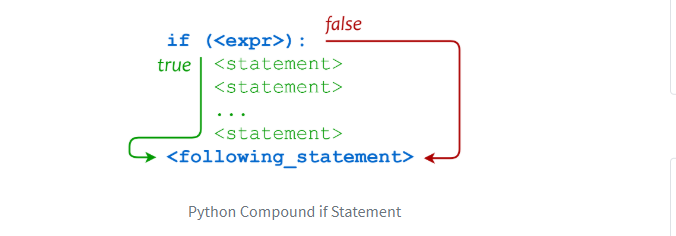 false
if (<expr>):
true <statement>
<statement>
...
<statement>
<following_statement>
Python Compound if Statement